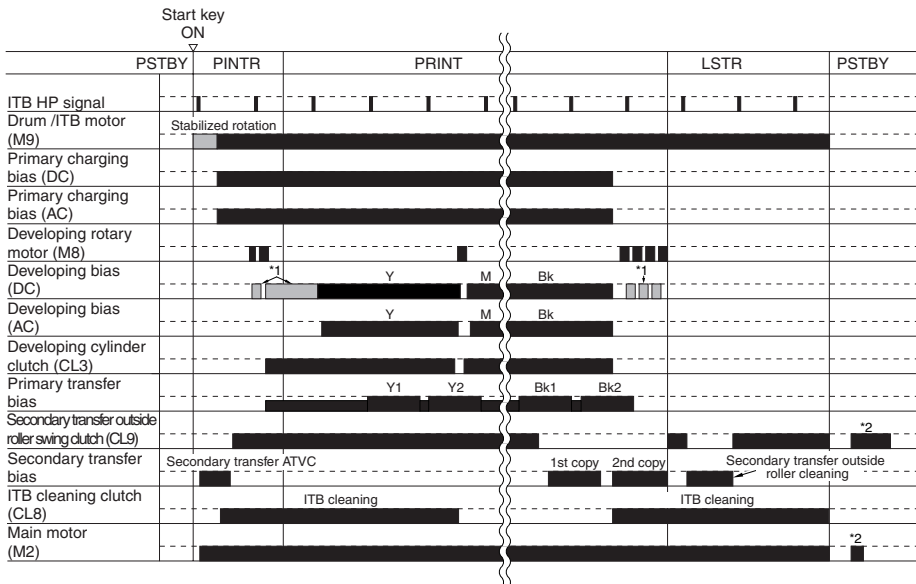 Start key
ON
PSTBY PINTR PRINT LSTR PSTBY
ITB HP signal
Drum /ITB motor
(M9)
Stabilized rotation
Primary charging
bias (DC)
Primary charging
bias (AC)
Developing rotary
motor (M8)
Developing bias
(DC)
*1 Y M Bk *1
Developing bias
(AC)
Y M Bk
Developing cylinder
clutch (CL3)
Primary transfer
bias
Y1 Y2 Bk1 Bk2
Secondary transfer outside
roller swing clutch (CL9)
*2
Secondary transfer
bias
Secondary transfer ATVC 1st copy 2nd copy Secondary transfer outside
roller cleaning
ITB cleaning clutch
(CL8)
ITB cleaning ITB cleaning
Main motor
(M2)
*2